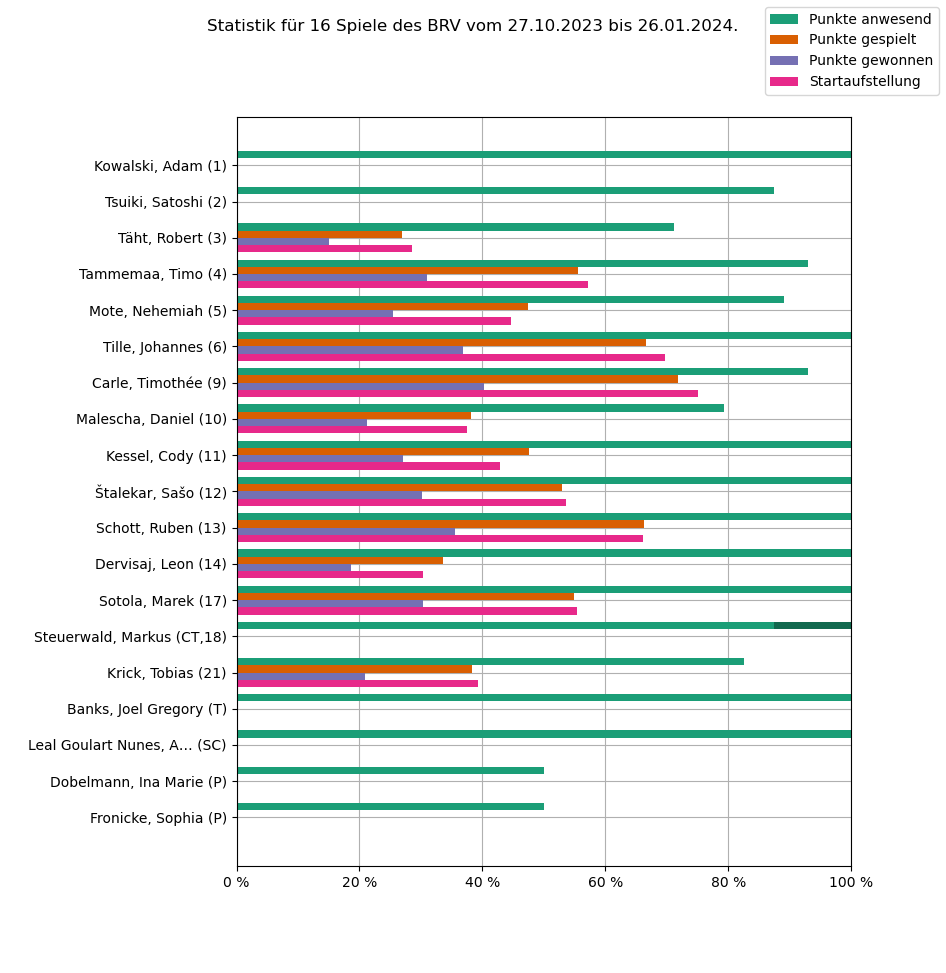 Statistik für 16 Spiele des BRV vom 27.10.2023 bis 26.01.2024.
Punkte anwesend
Punkte gespielt
Punkte gewonnen
Startaufstellung
Kowalski, Adam (1)
Tsuiki, Satoshi (2)
Täht, Robert (3)
Tammemaa, Timo (4)
Mote, Nehemiah (5)
Tille, Johannes (6)
Carle, Timothée (9)
Malescha, Daniel (10)
Kessel, Cody (11)
Štalekar, Sašo (12)
Schott, Ruben (13)
Dervisaj, Leon (14)
Sotola, Marek (17)
Steuerwald, Markus (CT,18)
Krick, Tobias (21)
Banks, Joel Gregory (T)
Leal Goulart Nunes, A... (SC)
Dobelmann, Ina Marie (P)
Fronicke, Sophia (P)
0 % 20 % 40 % 60 % 80 % 100 %